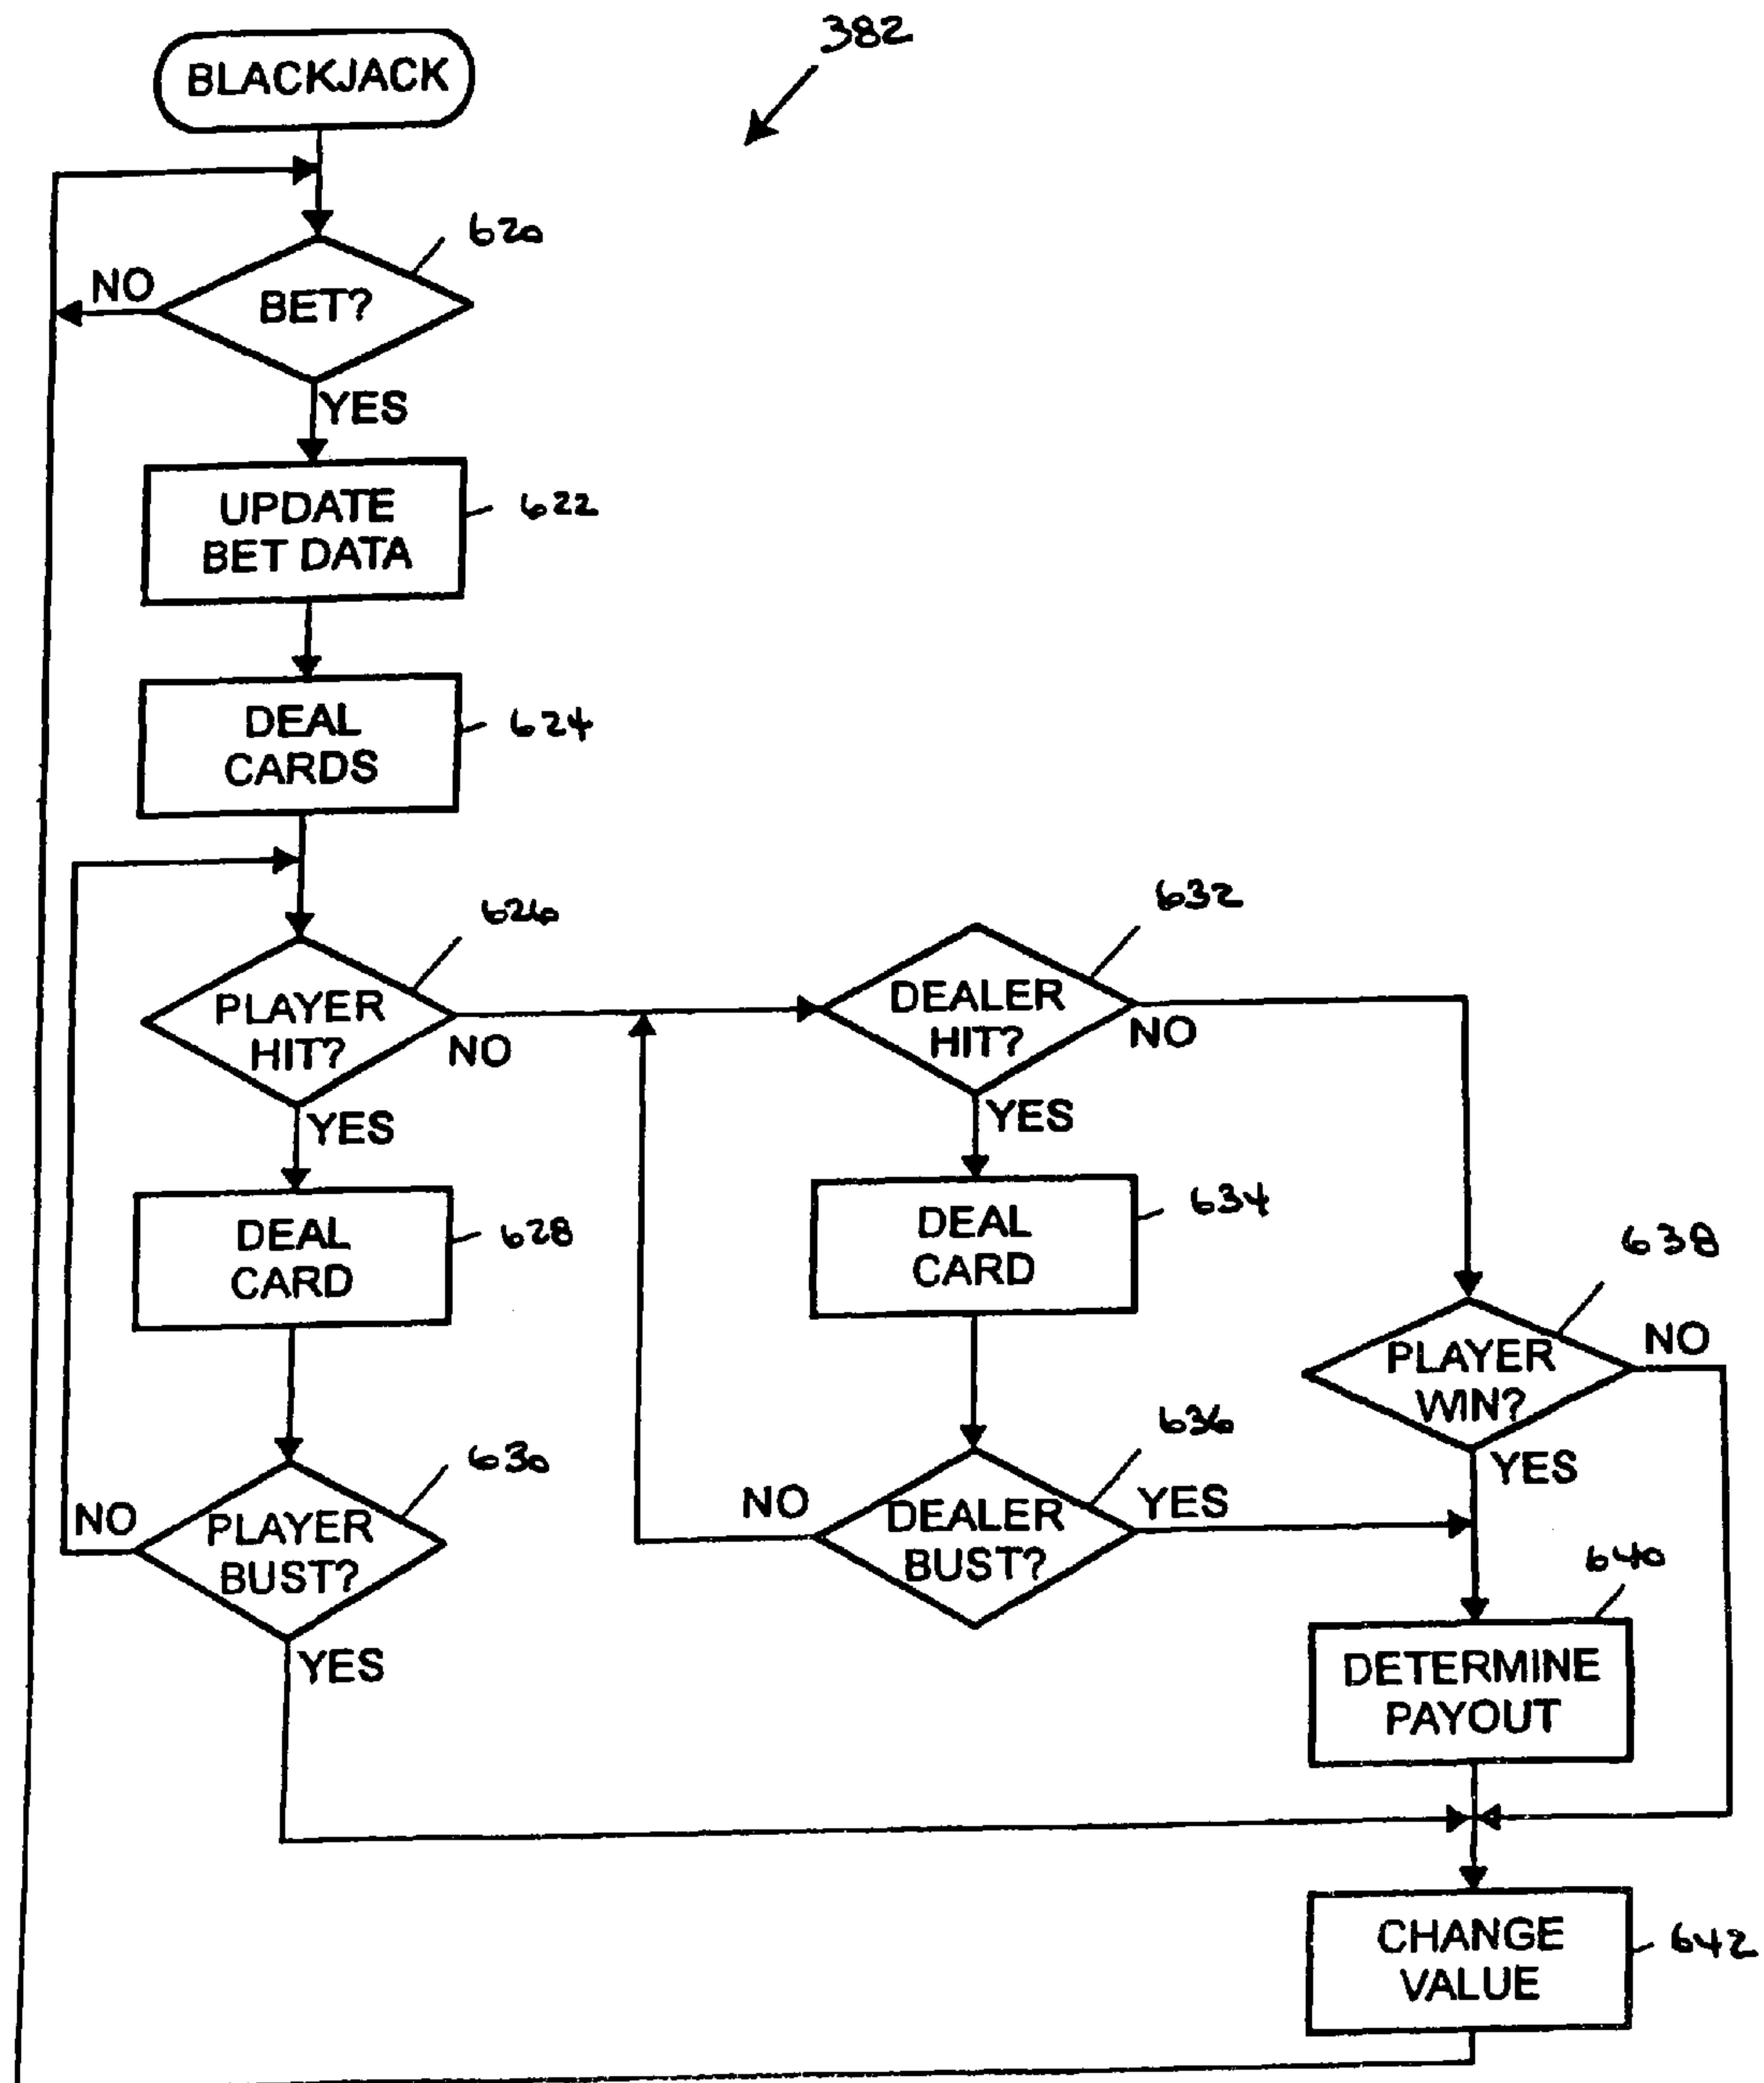 382
BLACKJACK
620
NO
BET?
YES
UPDATE
BET DATA
622
DEAL
CARDS
624
626
PLAYER
HIT?
NO
YES
632
DEALER
HIT?
NO
YES
DEAL
CARD
628
DEAL
CARD
634
638
PLAYER
WIN?
NO
YES
630
NO
PLAYER
BUST?
YES
636
NO
DEALER
BUST?
YES
640
DETERMINE
PAYOUT
CHANGE
VALUE
642